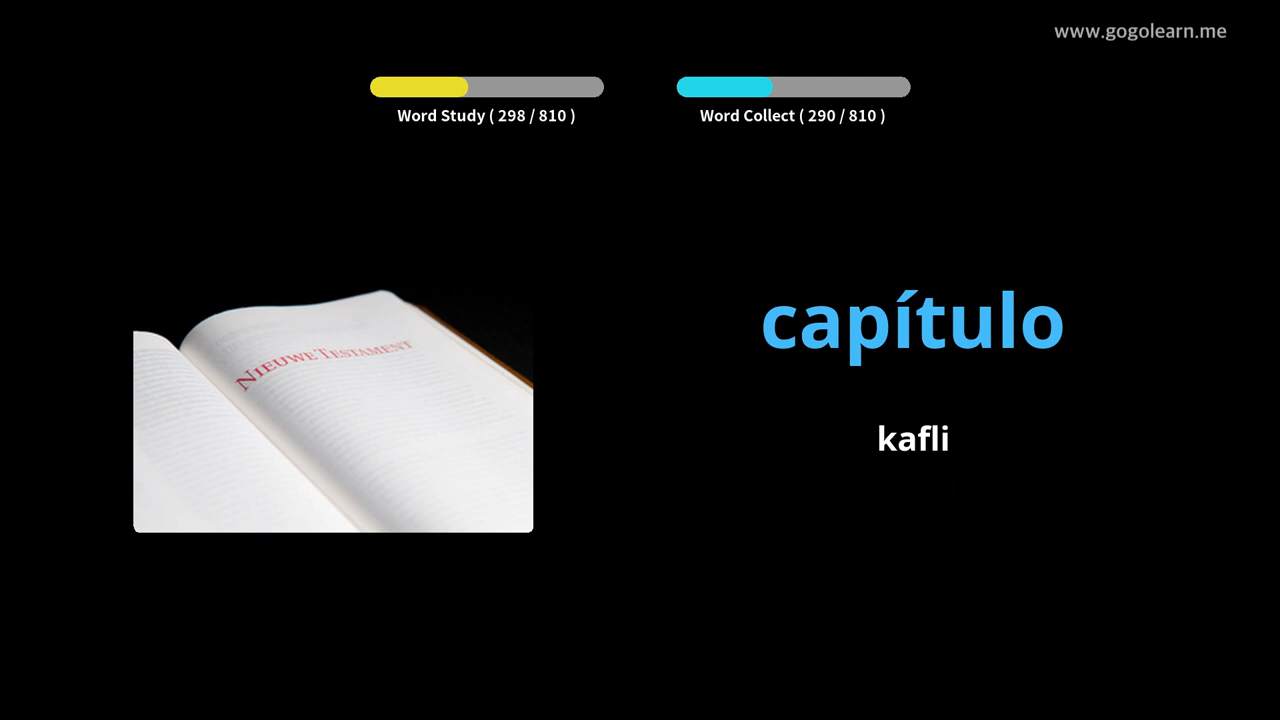 www.gogolearn.me
Word Study ( 298 / 810 )
Word Collect ( 290 / 810 )
NIEUWE TESTAMENT
capítulo
kafli